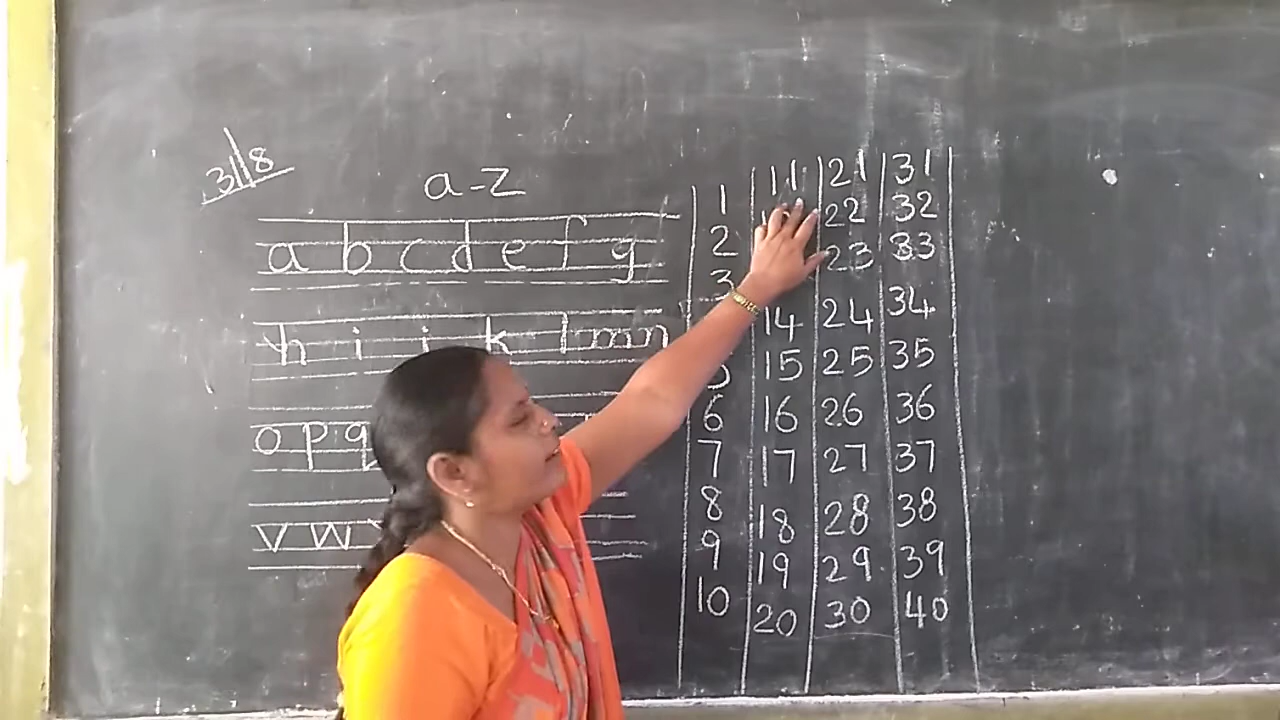 31/8
a-z
a b c d e f g
h i j k l m n
o p q
v w
1 11 21 31
2 22 32
3 23 33
14 24 34
15 25 35
6 16 26 36
7 17 27 37
8 18 28 38
9 19 29 39
10 20 30 40